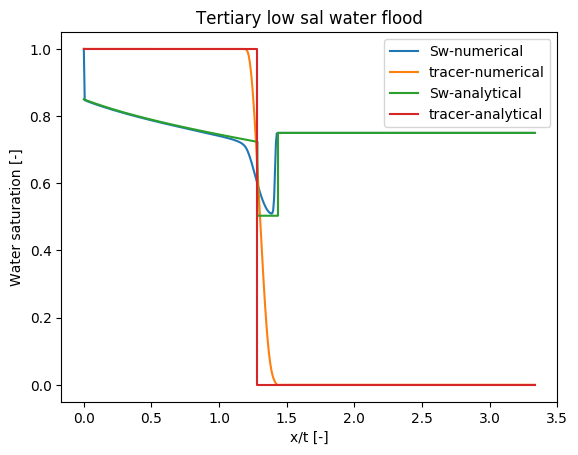 Tertiary low sal water flood
Sw-numerical
tracer-numerical
Sw-analytical
tracer-analytical
Water saturation [-]
1.0
0.8
0.6
0.4
0.2
0.0
0.0 0.5 1.0 1.5 2.0 2.5 3.0 3.5
x/t [-]